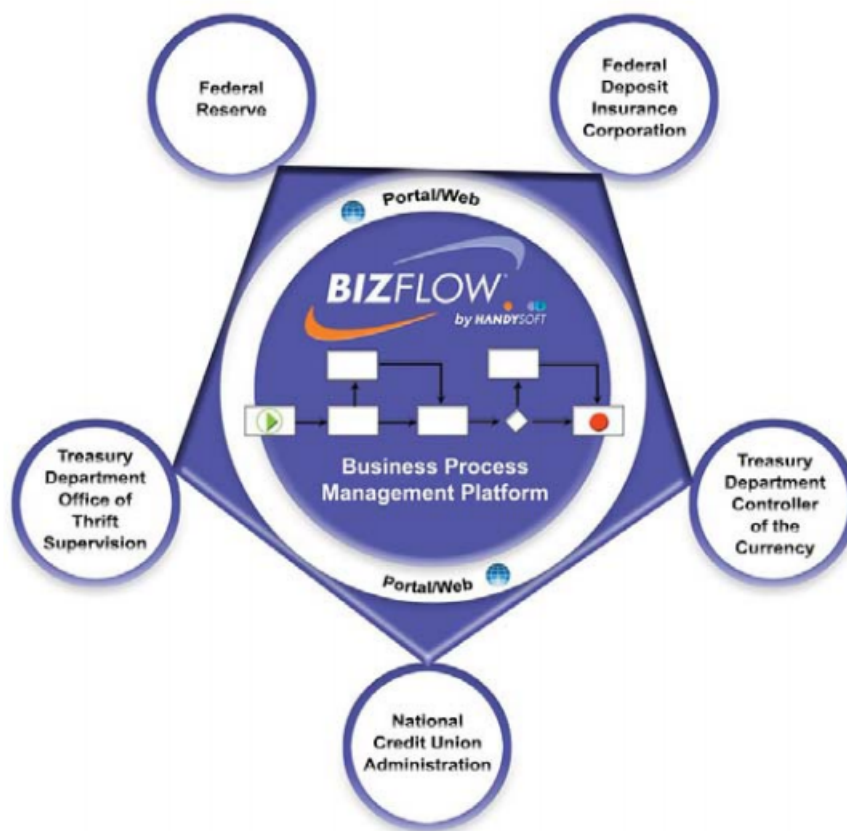 Federal
Reserve
Federal
Deposit
Insurance
Corporation
Portal/Web
BIZFLOW
by HANDYSOFT
Business Process
Management Platform
Treasury
Department
Office of
Thrift
Supervision
Treasury
Department
Controller
of the
Currency
Portal/Web
National
Credit Union
Administration